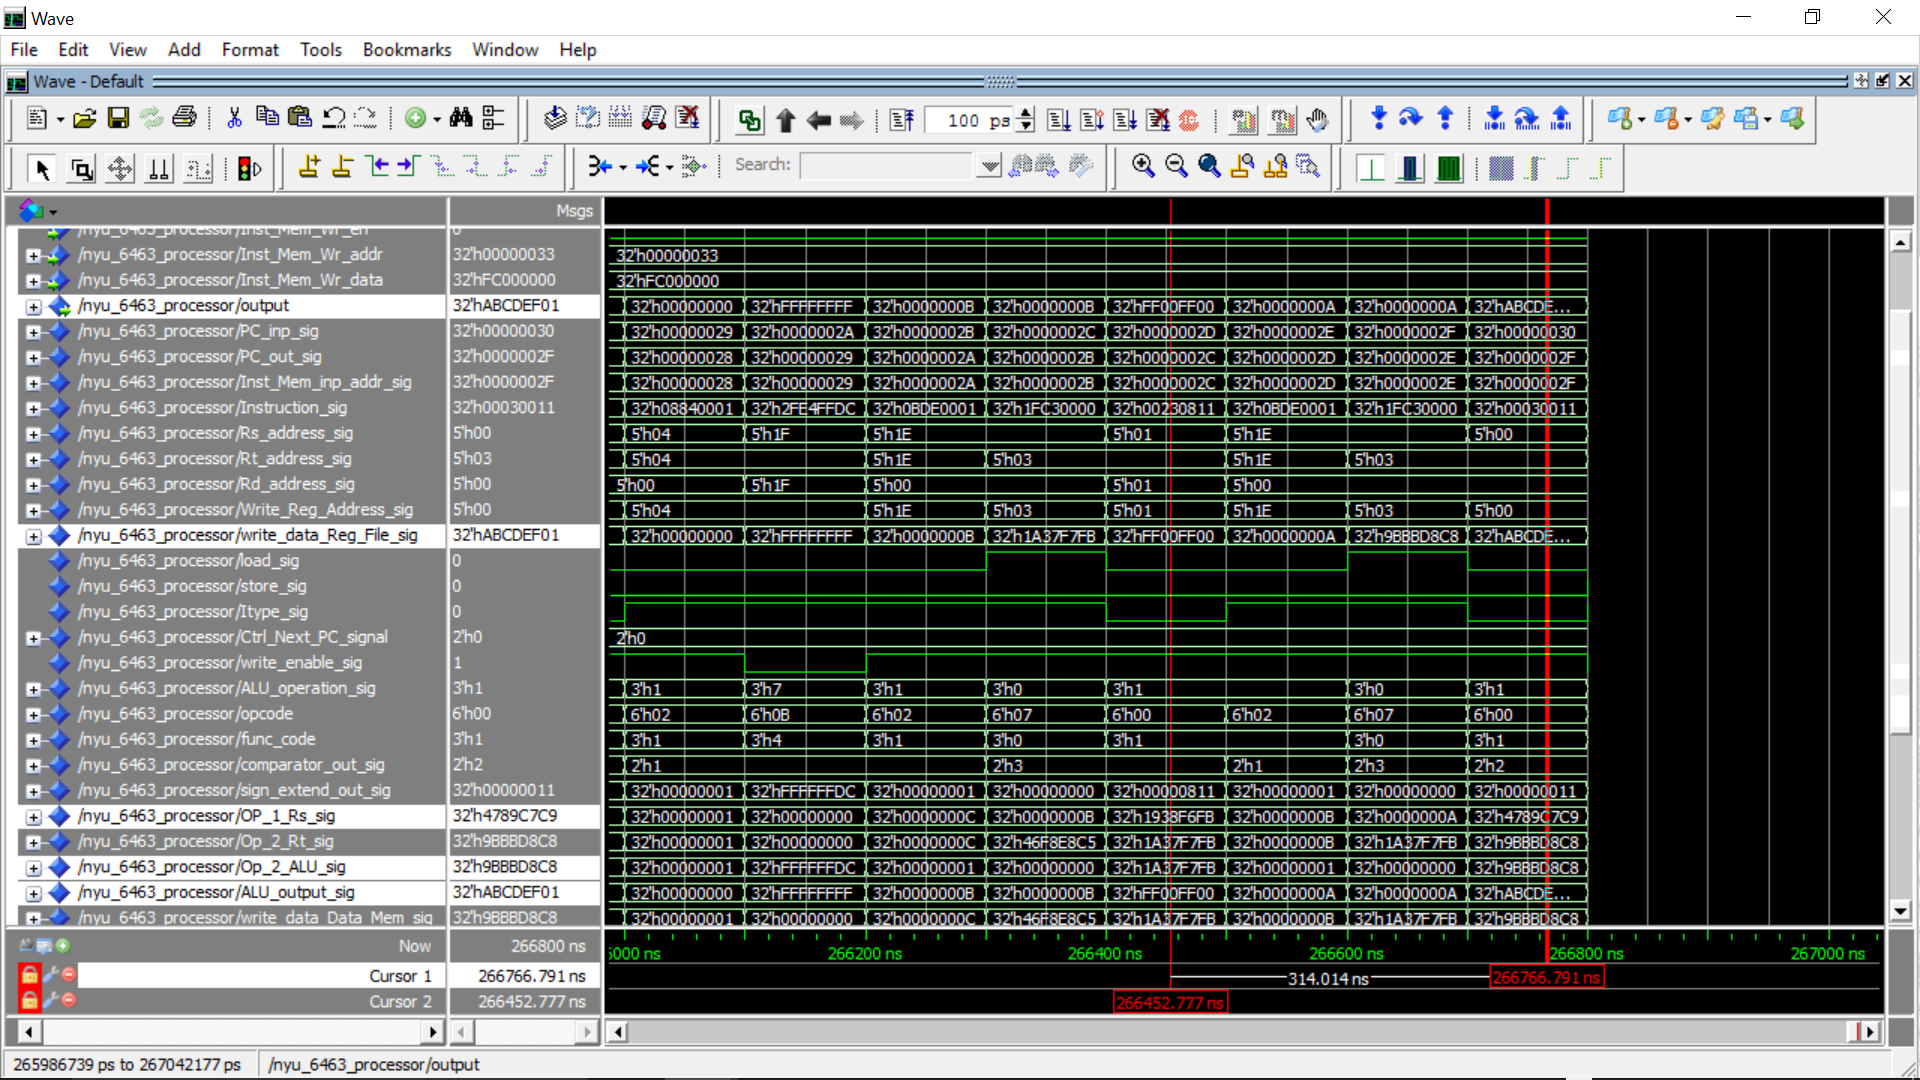 Wave
File Edit View Add Format Tools Bookmarks Window Help
Wave - Default
100 ps
Search:
Msgs
/nyu_6463_processor/Inst_Mem_Wr_en 0
/nyu_6463_processor/Inst_Mem_Wr_addr 32'h00000033 32'h00000033
/nyu_6463_processor/Inst_Mem_Wr_data 32'hFC000000 32'hFC000000
/nyu_6463_processor/output 32'hABCDEF01 32'h00000000 32'hFFFFFFFF 32'h0000000B 32'h0000000B 32'hFF00FF00 32'h0000000A 32'h0000000A 32'hABCDE...
/nyu_6463_processor/PC_inp_sig 32'h00000030 32'h00000029 32'h0000002A 32'h0000002B 32'h0000002C 32'h0000002D 32'h0000002E 32'h0000002F 32'h00000030
/nyu_6463_processor/PC_out_sig 32'h0000002F 32'h00000028 32'h00000029 32'h0000002A 32'h0000002B 32'h0000002C 32'h0000002D 32'h0000002E 32'h0000002F
/nyu_6463_processor/Inst_Mem_inp_addr_sig 32'h0000002F 32'h00000028 32'h00000029 32'h0000002A 32'h0000002B 32'h0000002C 32'h0000002D 32'h0000002E 32'h0000002F
/nyu_6463_processor/Instruction_sig 32'h00030011 32'h08840001 32'h2FE4FFDC 32'h0BDE0001 32'h1FC30000 32'h00230811 32'h0BDE0001 32'h1FC30000 32'h00030011
/nyu_6463_processor/Rs_address_sig 5'h00 5'h04 5'h1F 5'h1E 5'h01 5'h1E 5'h00
/nyu_6463_processor/Rt_address_sig 5'h03 5'h04 5'h1E 5'h03 5'h1E 5'h03
/nyu_6463_processor/Rd_address_sig 5'h00 5'h00 5'h1F 5'h00 5'h01 5'h00
/nyu_6463_processor/Write_Reg_Address_sig 5'h00 5'h04 5'h1E 5'h03 5'h01 5'h1E 5'h03 5'h00
/nyu_6463_processor/write_data_Reg_File_sig 32'hABCDEF01 32'h00000000 32'hFFFFFFFF 32'h0000000B 32'h1A37F7FB 32'hFF00FF00 32'h0000000A 32'h9BBBD8C8 32'hABCDE...
/nyu_6463_processor/load_sig 0
/nyu_6463_processor/store_sig 0
/nyu_6463_processor/Itype_sig 0
/nyu_6463_processor/Ctrl_Next_PC_signal 2'h0 2'h0
/nyu_6463_processor/write_enable_sig 1
/nyu_6463_processor/ALU_operation_sig 3'h1 3'h1 3'h7 3'h1 3'h0 3'h1 3'h0 3'h1
/nyu_6463_processor/opcode 6'h00 6'h02 6'h0B 6'h02 6'h07 6'h00 6'h02 6'h07 6'h00
/nyu_6463_processor/func_code 3'h1 3'h1 3'h4 3'h1 3'h0 3'h1 3'h0 3'h1
/nyu_6463_processor/comparator_out_sig 2'h2 2'h1 2'h3 2'h1 2'h3 2'h2
/nyu_6463_processor/sign_extend_out_sig 32'h00000011 32'h00000001 32'hFFFFFFDC 32'h00000001 32'h00000000 32'h00000811 32'h00000001 32'h00000000 32'h00000011
/nyu_6463_processor/OP_1_Rs_sig 32'h4789C7C9 32'h00000001 32'h00000000 32'h0000000C 32'h0000000B 32'h1938F6FB 32'h0000000B 32'h0000000A 32'h4789C7C9
/nyu_6463_processor/Op_2_Rt_sig 32'h9BBBD8C8 32'h00000001 32'h00000000 32'h0000000C 32'h46F8E8C5 32'h1A37F7FB 32'h0000000B 32'h1A37F7FB 32'h9BBBD8C8
/nyu_6463_processor/Op_2_ALU_sig 32'h9BBBD8C8 32'h00000001 32'hFFFFFFDC 32'h00000001 32'h00000000 32'h1A37F7FB 32'h00000001 32'h00000000 32'h9BBBD8C8
/nyu_6463_processor/ALU_output_sig 32'hABCDEF01 32'h00000000 32'hFFFFFFFF 32'h0000000B 32'h0000000B 32'hFF00FF00 32'h0000000A 32'h0000000A 32'hABCDE...
/nyu_6463_processor/write_data_Data_Mem_sig 32'h9BBBD8C8 32'h00000001 32'h00000000 32'h0000000C 32'h46F8E8C5 32'h1A37F7FB 32'h0000000B 32'h1A37F7FB 32'h9BBBD8C8
Now 266800 ns 000 ns 266200 ns 266400 ns 266600 ns 266800 ns 267000 ns
Cursor 1 266766.791 ns 314.014 ns 266766.791 ns
Cursor 2 266452.777 ns 266452.777 ns
265986739 ps to 267042177 ps /nyu_6463_processor/output